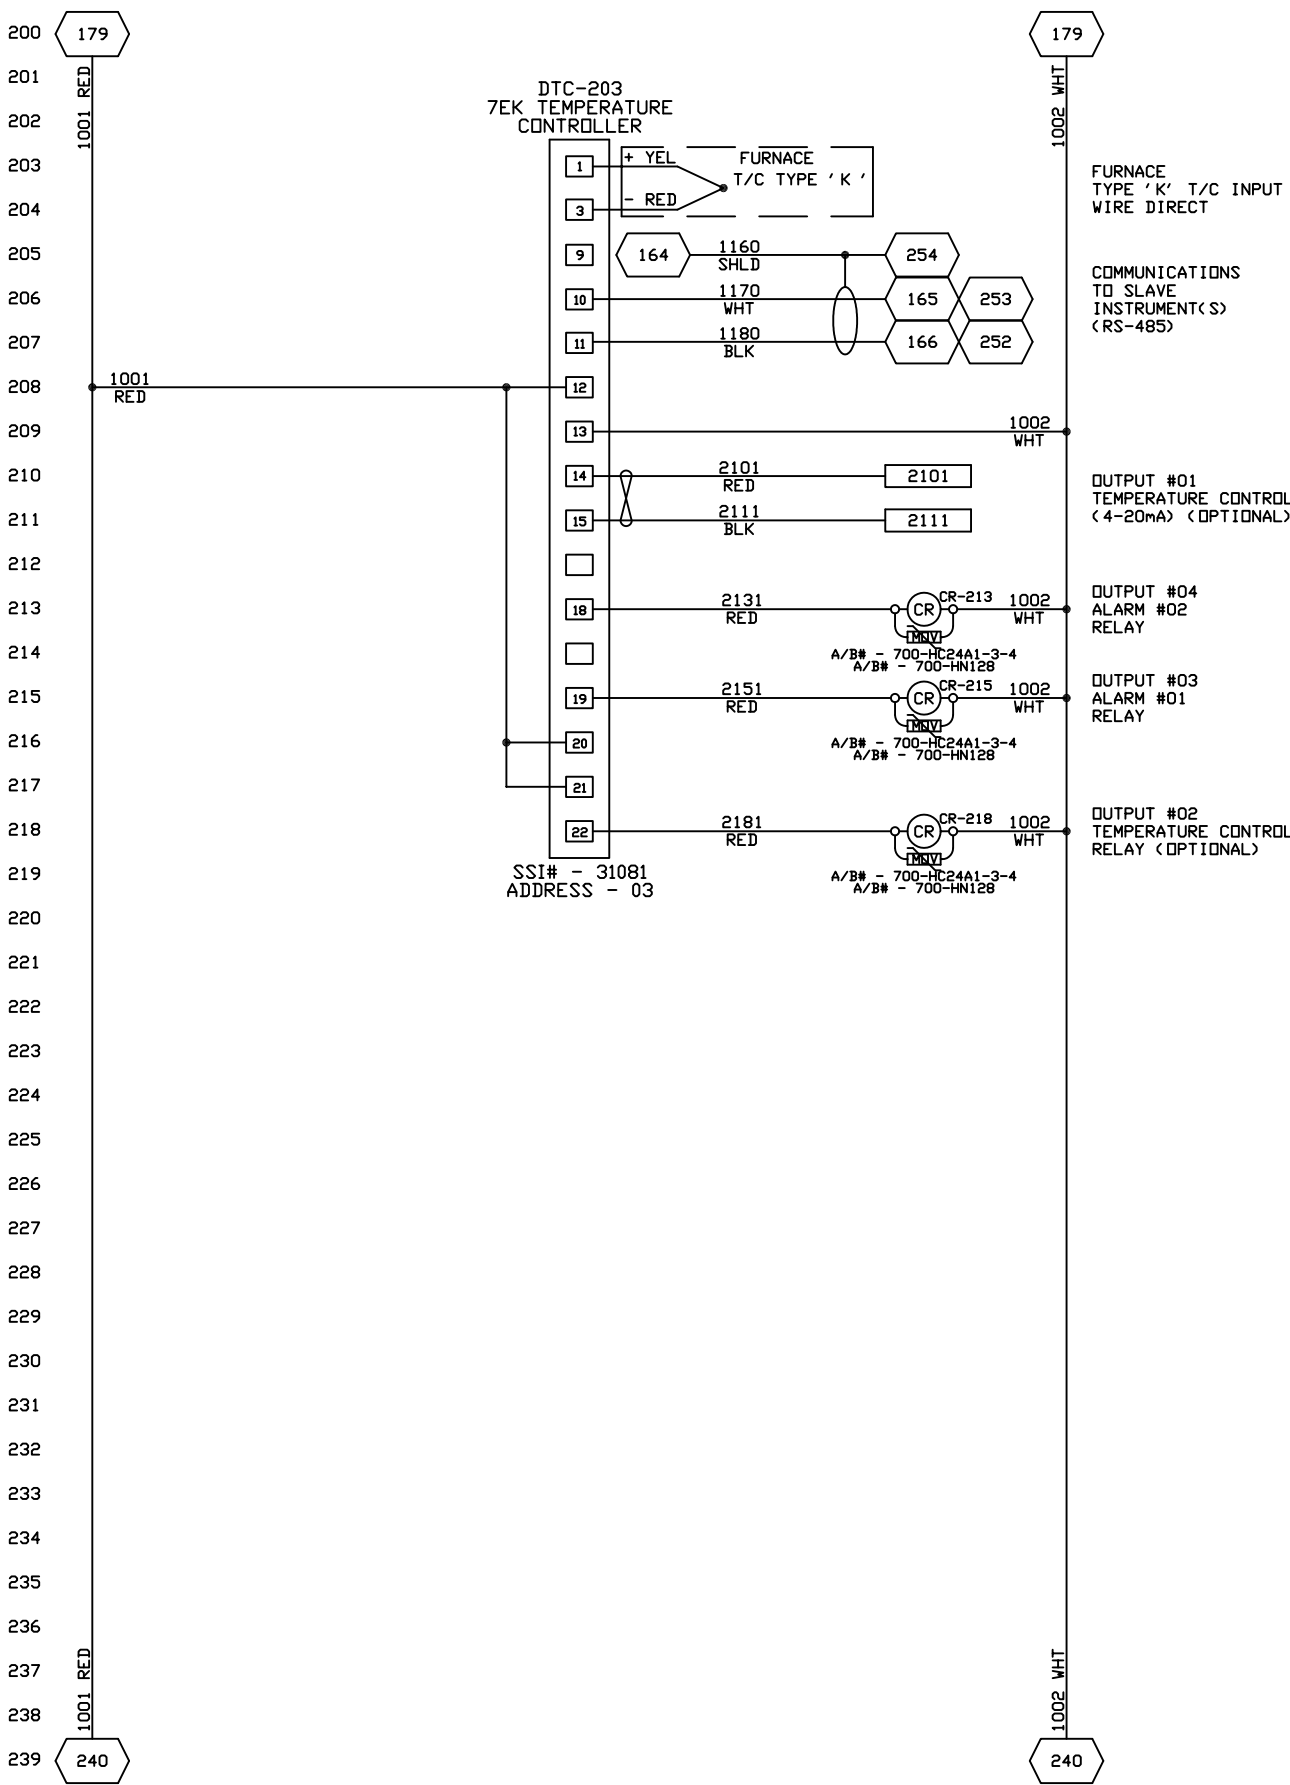 200 179 179
201
1001 RED
1002 WHT
DTC-203
7EK TEMPERATURE
CONTROLLER
202
203 1 + YEL FURNACE
T/C TYPE 'K'
FURNACE
TYPE 'K' T/C INPUT
WIRE DIRECT
204 3 - RED
205 9 164 1160 254
SHLD
COMMUNICATIONS
TO SLAVE
INSTRUMENT(S)
(RS-485)
206 10 1170 165 253
WHT
207 11 1180 166 252
BLK
208 1001 12
RED
209 13 1002
WHT
210 14 2101 2101
RED
OUTPUT #01
TEMPERATURE CONTROL
(4-20mA) (OPTIONAL)
211 15 2111 2111
BLK
212
213 18 2131 CR CR-213 1002
RED MOV WHT
OUTPUT #04
ALARM #02
RELAY
214
A/B# - 700-HC24A1-3-4
A/B# - 700-HN128
215 19 2151 CR CR-215 1002
RED MOV WHT
OUTPUT #03
ALARM #01
RELAY
216 20
A/B# - 700-HC24A1-3-4
A/B# - 700-HN128
217 21
218 22 2181 CR CR-218 1002
RED MOV WHT
OUTPUT #02
TEMPERATURE CONTROL
RELAY (OPTIONAL)
219
SSI# - 31081
ADDRESS - 03
A/B# - 700-HC24A1-3-4
A/B# - 700-HN128
220
221
222
223
224
225
226
227
228
229
230
231
232
233
234
235
236
237
1001 RED
1002 WHT
238
239 240 240